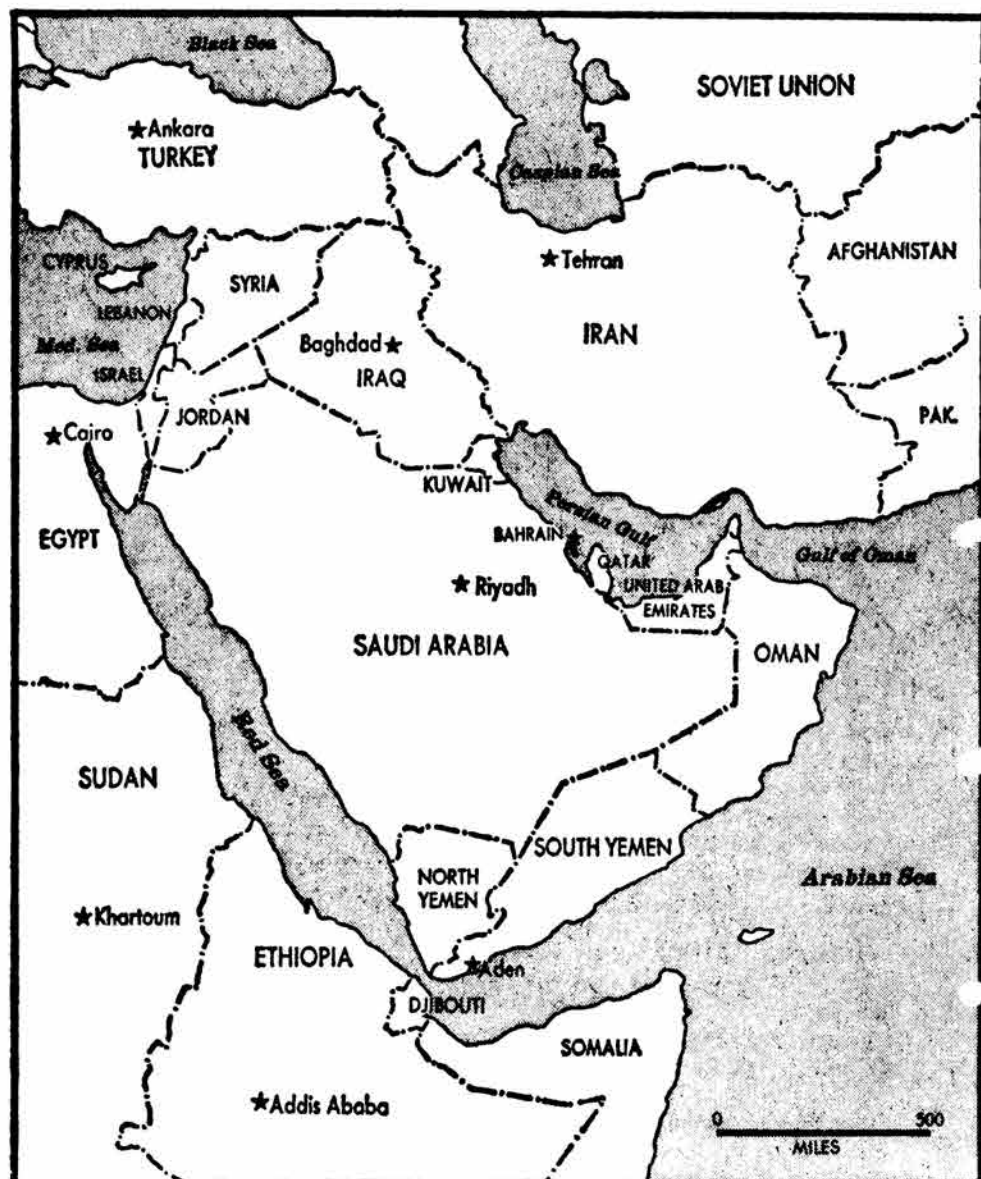 Black Sea
SOVIET UNION
Ankara
TURKEY
Caspian Sea
Tehran
AFGHANISTAN
CYPRUS
SYRIA
LEBANON
IRAN
Baghdad
Med. Sea
ISRAEL
IRAQ
JORDAN
PAK.
Cairo
KUWAIT
Persian Gulf
EGYPT
BAHRAIN
Gulf of Oman
QATAR
Riyadh
UNITED ARAB
EMIRATES
SAUDI ARABIA
OMAN
Red Sea
SUDAN
SOUTH YEMEN
NORTH
YEMEN
Arabian Sea
Khartoum
ETHIOPIA
Aden
DJIBOUTI
SOMALIA
Addis Ababa
0 500
MILES